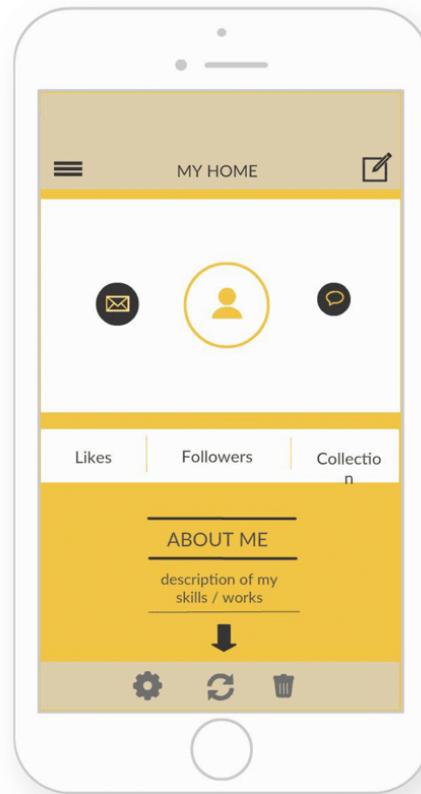 MY HOME
Likes
Followers
Collectio
n
ABOUT ME
description of my
skills / works